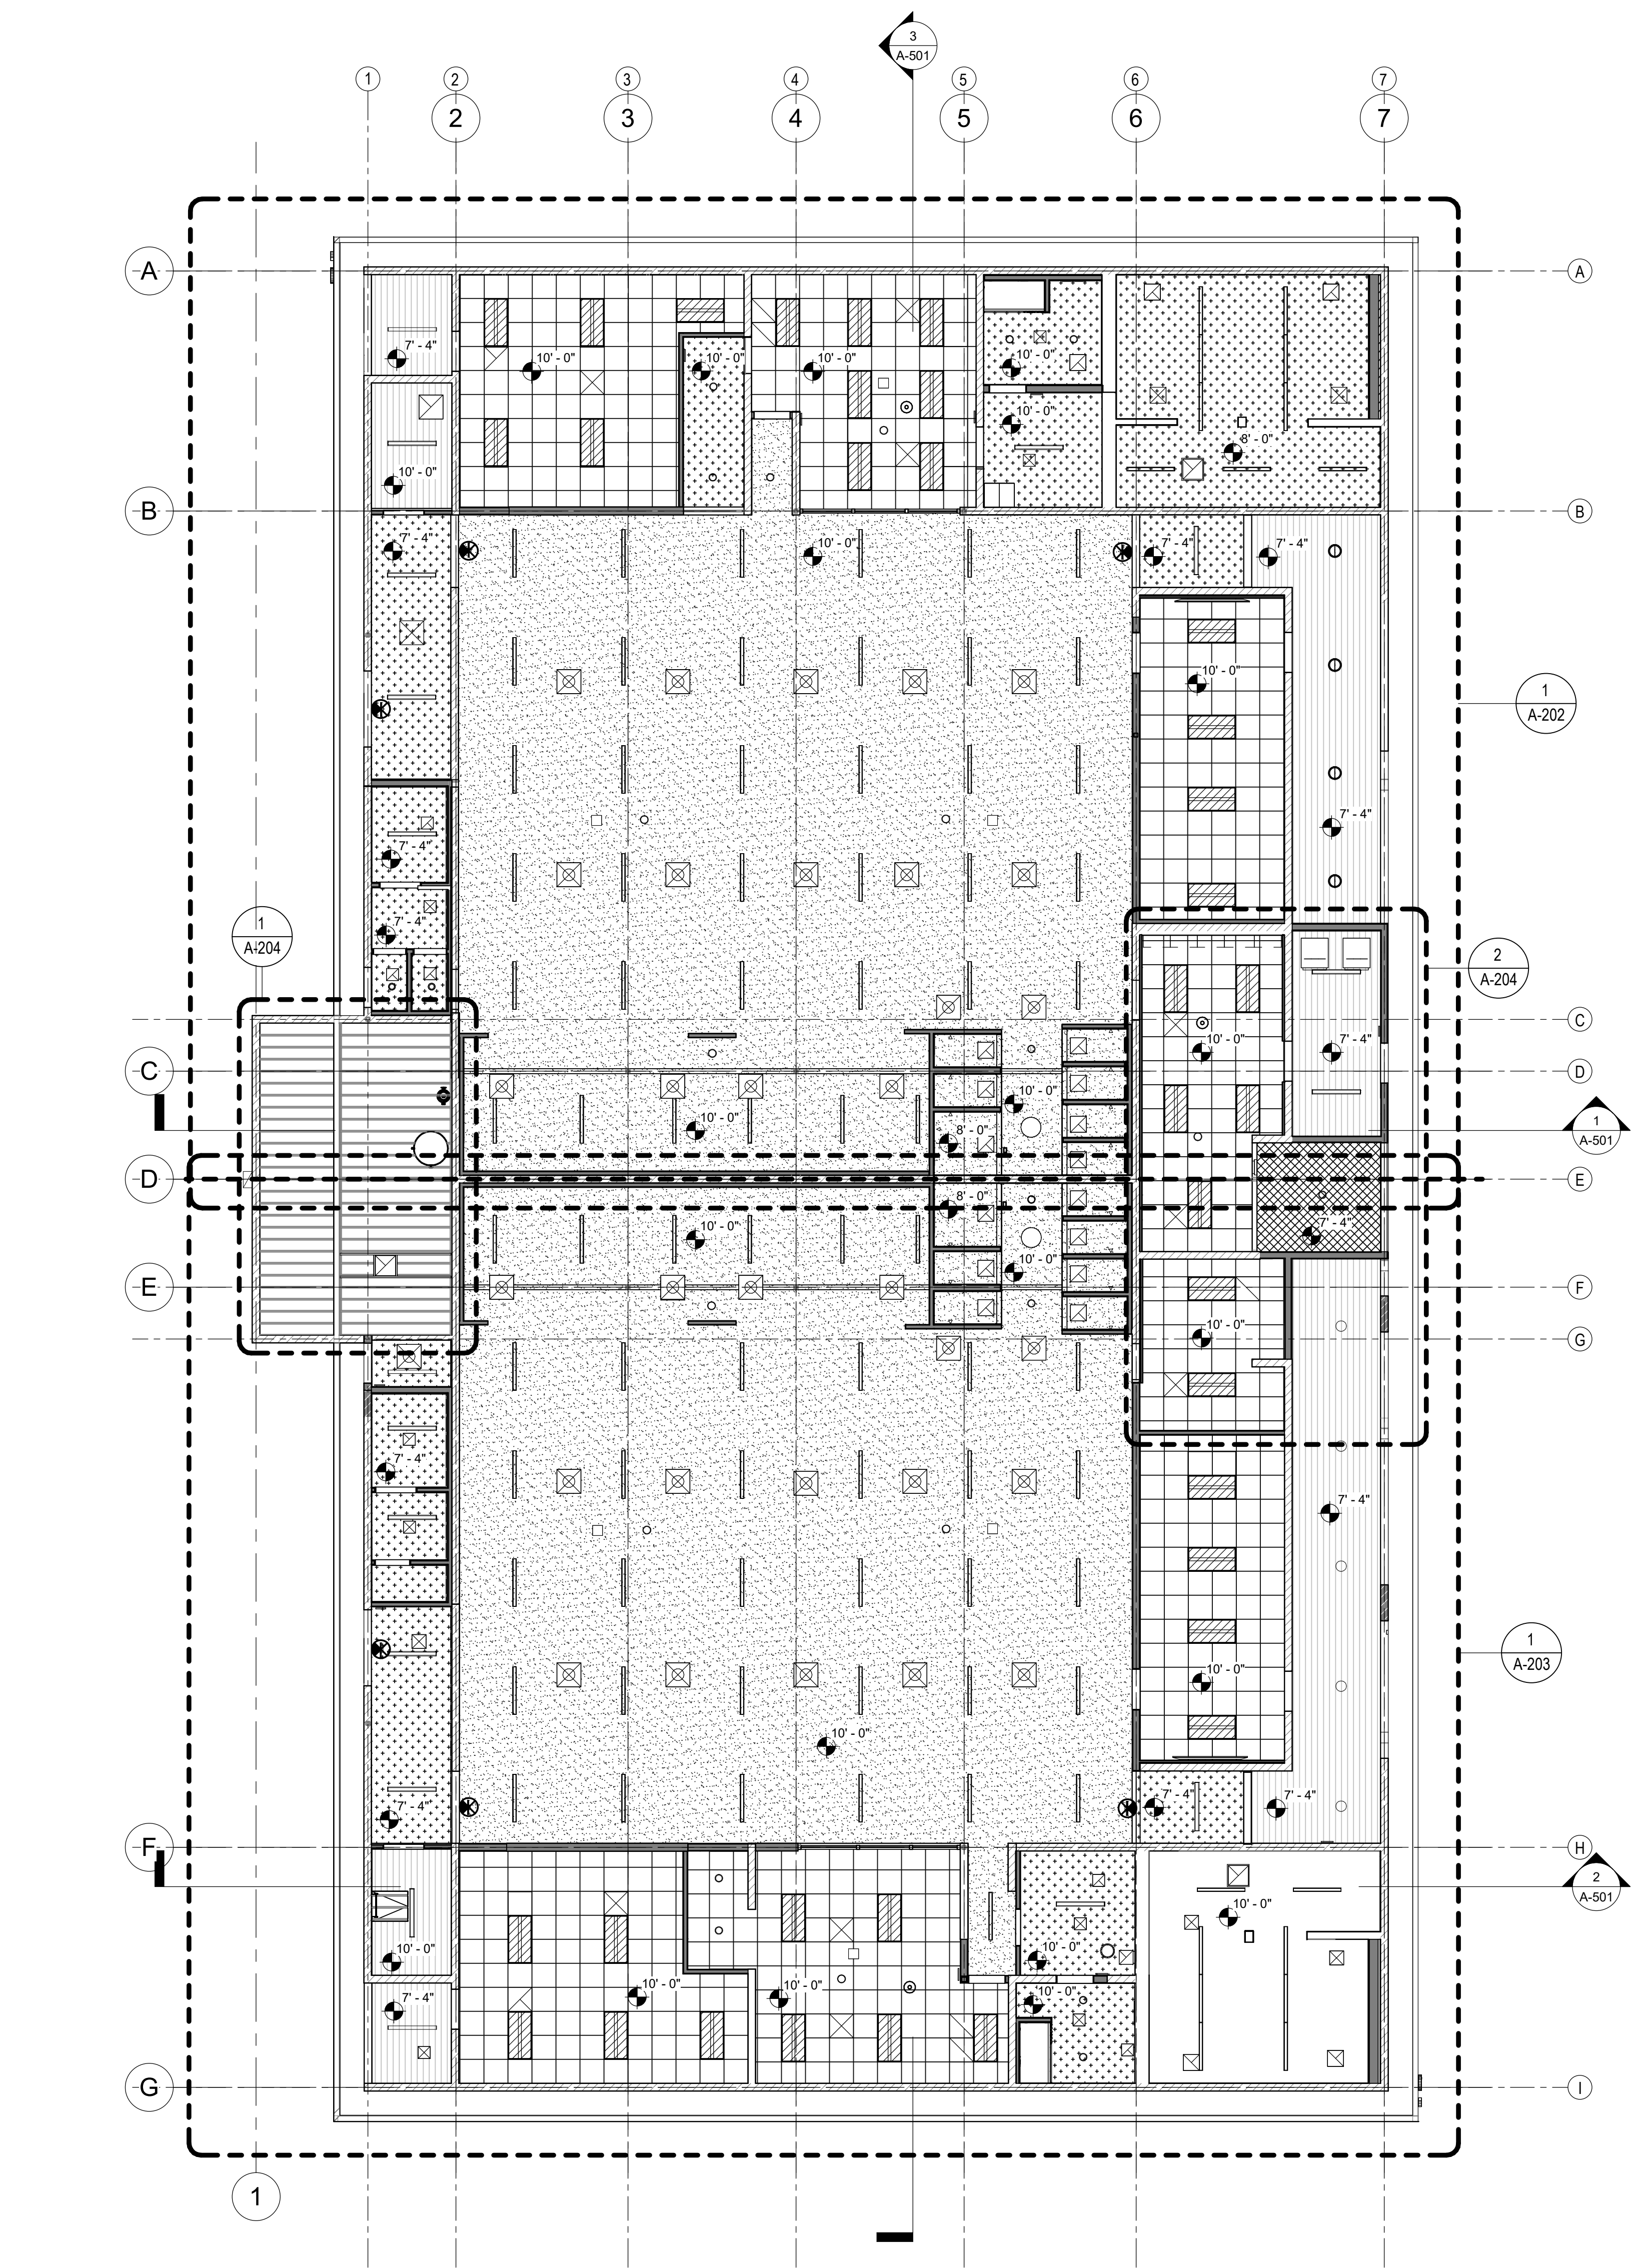 3
A-501
1
2
3
4
5
6
7
2
3
4
5
6
7
A
A
7' - 4"
10' - 0"
10' - 0"
10' - 0"
10' - 0"
10' - 0"
8' - 0"
10' - 0"
B
B
7' - 4"
10' - 0"
7' - 4"
7' - 4"
10' - 0"
1
A-202
7' - 4"
7' - 4"
7' - 4"
1
A-204
2
A-204
C
10' - 0"
7' - 4"
C
D
10' - 0"
10' - 0"
8' - 0"
1
A-501
D
E
8' - 0"
10' - 0"
7' - 4"
10' - 0"
E
F
10' - 0"
G
7' - 4"
7' - 4"
1
A-203
10' - 0"
10' - 0"
7' - 4"
7' - 4"
7' - 4"
F
H
2
A-501
10' - 0"
10' - 0"
10' - 0"
10' - 0"
10' - 0"
7' - 4"
10' - 0"
G
I
1